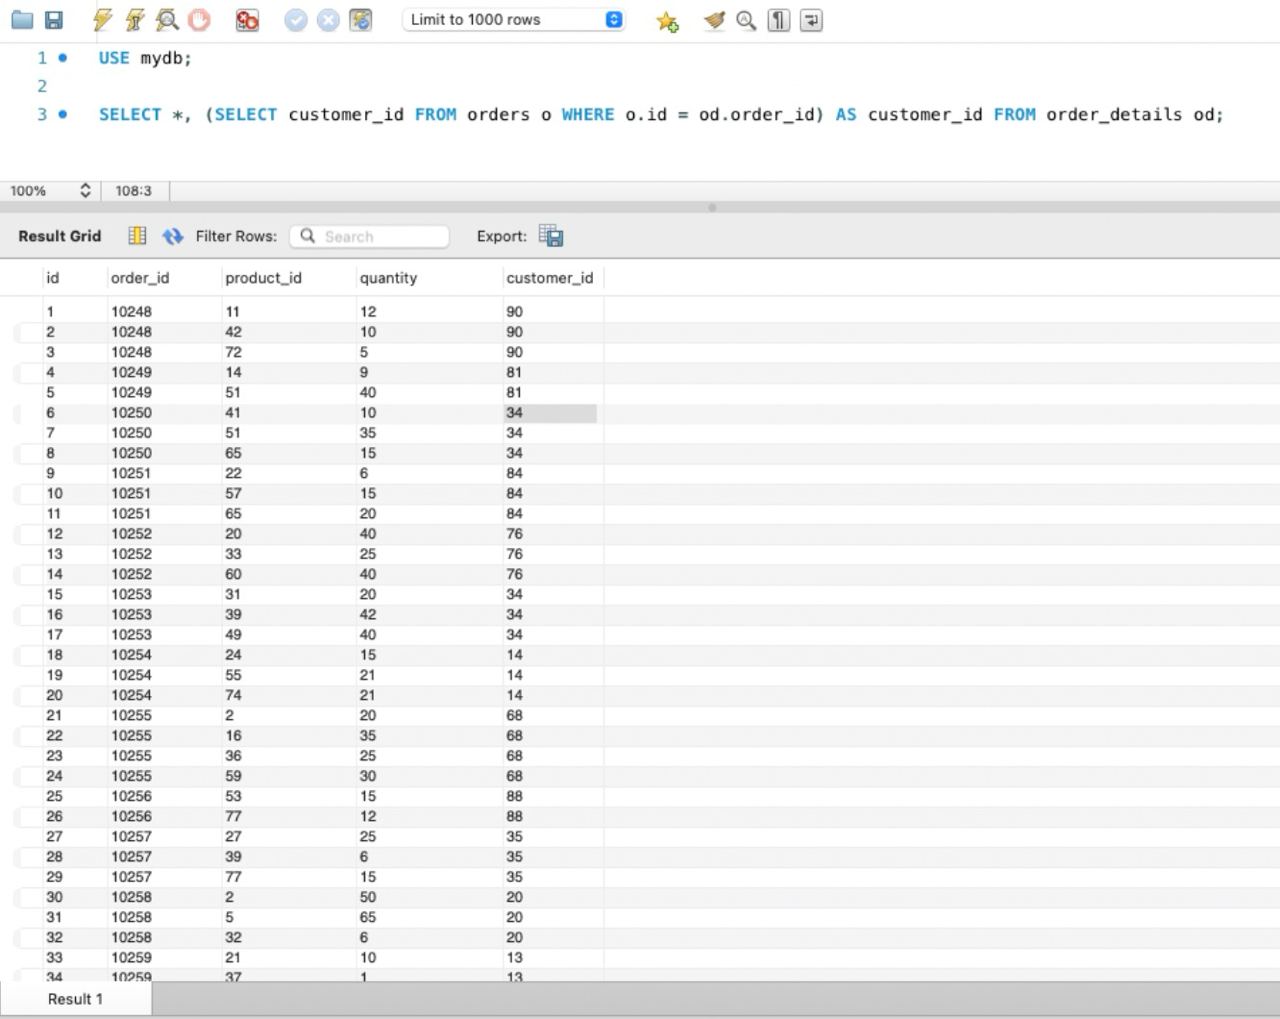 Limit to 1000 rows
1 USE mydb;
2
3 SELECT *, (SELECT customer_id FROM orders o WHERE o.id = od.order_id) AS customer_id FROM order_details od;
100% 108:3
Result Grid Filter Rows: Search Export:
id order_id product_id quantity customer_id
1 10248 11 12 90
2 10248 42 10 90
3 10248 72 5 90
4 10249 14 9 81
5 10249 51 40 81
6 10250 41 10 34
7 10250 51 35 34
8 10250 65 15 34
9 10251 22 6 84
10 10251 57 15 84
11 10251 65 20 84
12 10252 20 40 76
13 10252 33 25 76
14 10252 60 40 76
15 10253 31 20 34
16 10253 39 42 34
17 10253 49 40 34
18 10254 24 15 14
19 10254 55 21 14
20 10254 74 21 14
21 10255 2 20 68
22 10255 16 35 68
23 10255 36 25 68
24 10255 59 30 68
25 10256 53 15 88
26 10256 77 12 88
27 10257 27 25 35
28 10257 39 6 35
29 10257 77 15 35
30 10258 2 50 20
31 10258 5 65 20
32 10258 32 6 20
33 10259 21 10 13
34 10259 37 1 13
Result 1